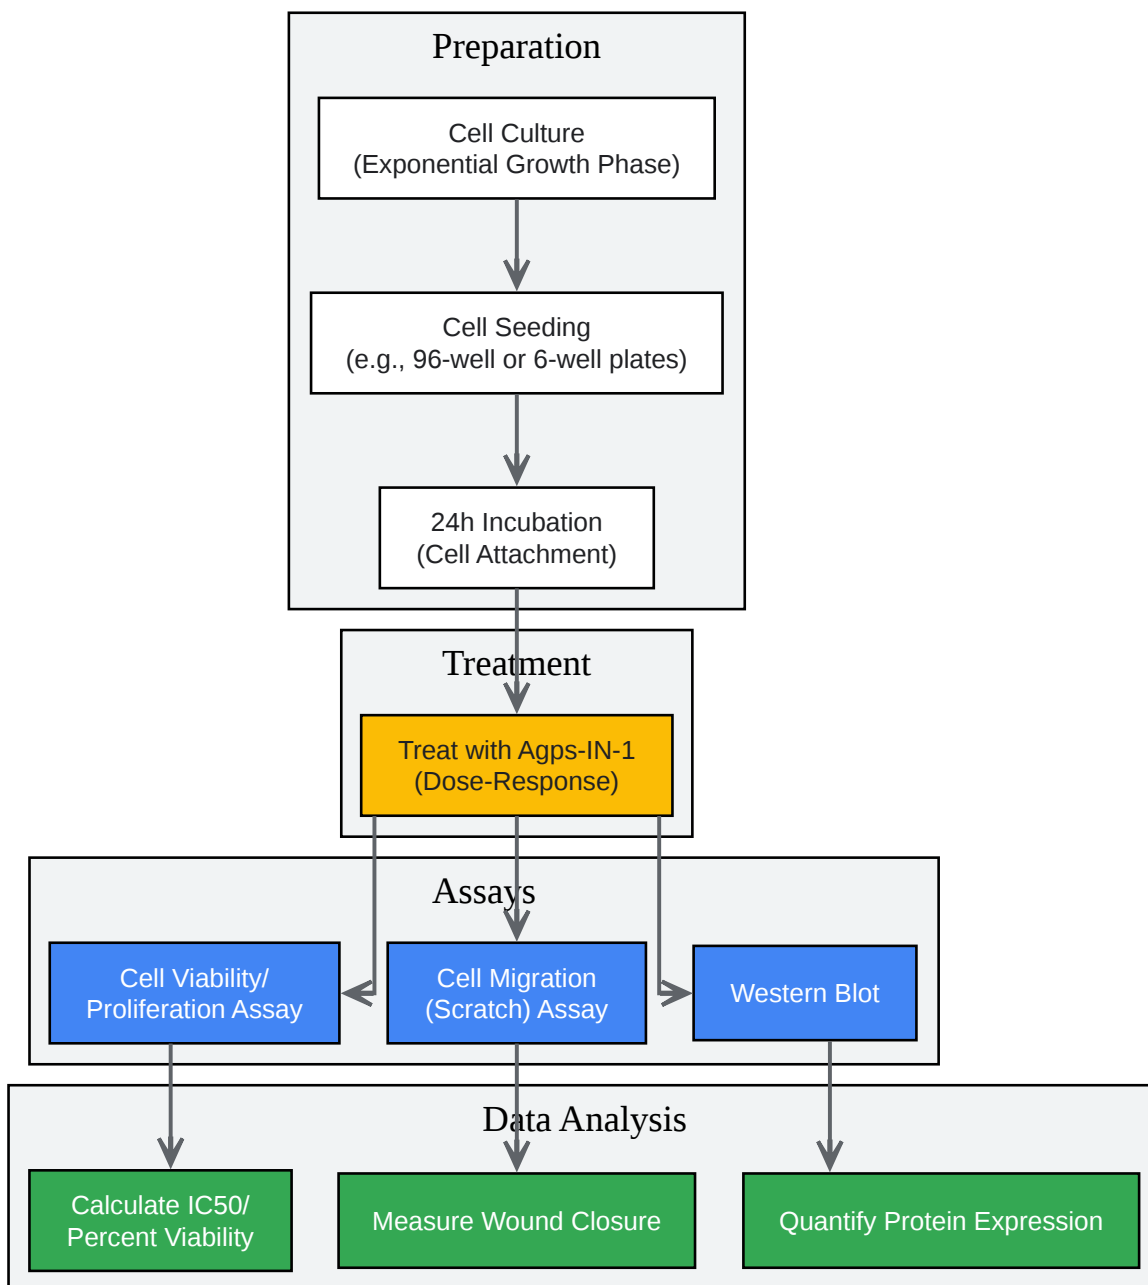 Preparation
Cell Culture
(Exponential Growth Phase)
Cell Seeding
(e.g., 96-well or 6-well plates)
24h Incubation
(Cell Attachment)
Treatment
Treat with Agps-IN-1
(Dose-Response)
Assays
Cell Viability/
Proliferation Assay
Cell Migration
(Scratch) Assay
Western Blot
Data Analysis
Calculate IC50/
Percent Viability
Measure Wound Closure
Quantify Protein Expression